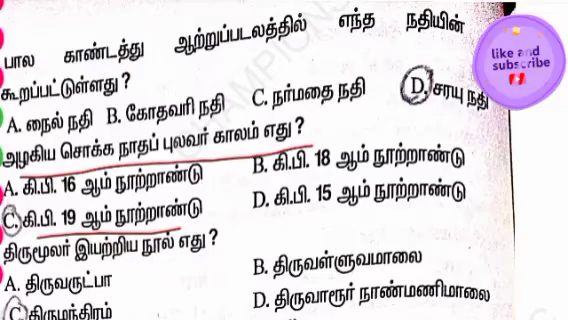 பால காண்டத்து ஆற்றுப்படலத்தில் எந்த நதியின்
கூறப்பட்டுள்ளது ?
A. நைல் நதி B. கோதவரி நதி C. நர்மதை நதி D. சரயு நதி
அழகிய சொக்க நாதப் புலவர் காலம் எது ?
A. கி.பி. 16 ஆம் நூற்றாண்டு B. கி.பி. 18 ஆம் நூற்றாண்டு
C. கி.பி. 19 ஆம் நூற்றாண்டு D. கி.பி. 15 ஆம் நூற்றாண்டு
திருமூலர் இயற்றிய நூல் எது ?
A. திருவருட்பா B. திருவள்ளுவமாலை
C திருமந்திரம் D. திருவாரூர் நாண்மணிமாலை
like and
subscribe